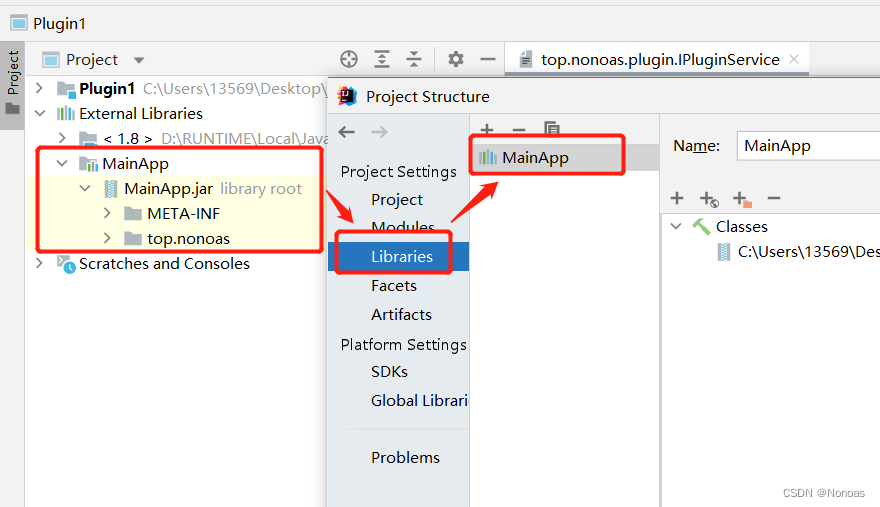 Plugin1
Project
Project
top.nonoas.plugin.IPluginService
Plugin1 C:\Users\13569\Desktop\
External Libraries
< 1.8 > D:\RUNTIME\Local\Java
MainApp
MainApp.jar library root
META-INF
top.nonoas
Scratches and Consoles
Project Structure
Project Settings
Project
Modules
Libraries
Facets
Artifacts
Platform Settings
SDKs
Global Librari
Problems
MainApp
Name: MainApp
Classes
C:\Users\13569\Des
CSDN @Nonoas